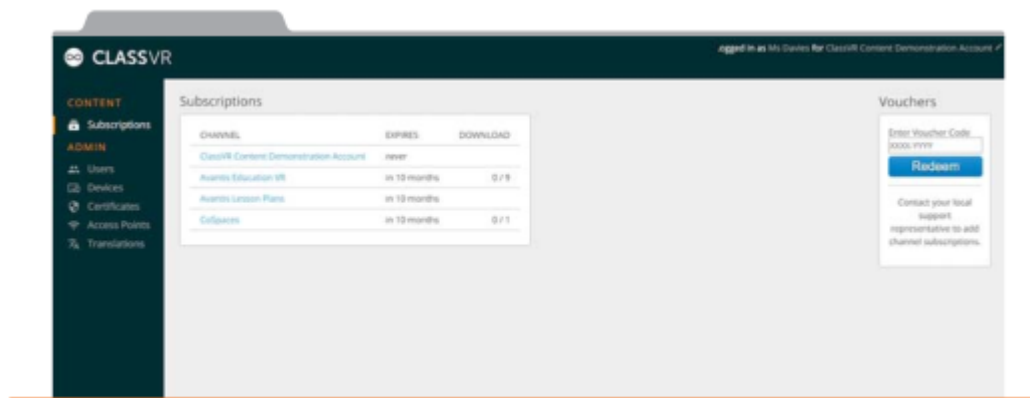 CLASSVR
Logged in as Ms Davies for ClassVR Content Demonstration Account
CONTENT
Subscriptions
ADMIN
Users
Devices
Certificates
Access Points
Translations
Subscriptions
CHANNEL EXPIRES DOWNLOAD
ClassVR Content Demonstration Account never
Avantis Education VR in 10 months 0 / 9
Avantis Lesson Plans in 10 months
CoSpaces in 10 months 0 / 1
Vouchers
Enter Voucher Code
XXXX-YYYY
Redeem
Contact your local
support
representative to add
channel subscriptions.